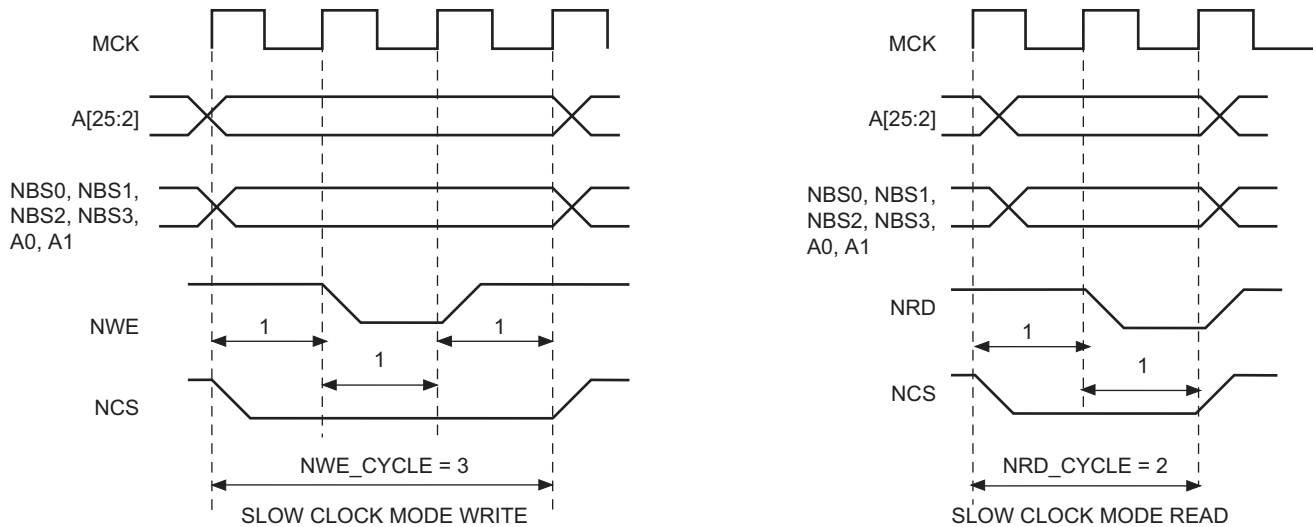 MCK
A[25:2]
NBS0, NBS1,
NBS2, NBS3,
A0, A1
NWE
1
1
1
NCS
NWE_CYCLE = 3
SLOW CLOCK MODE WRITE
MCK
A[25:2]
NBS0, NBS1,
NBS2, NBS3,
A0, A1
NRD
1
1
NCS
NRD_CYCLE = 2
SLOW CLOCK MODE READ